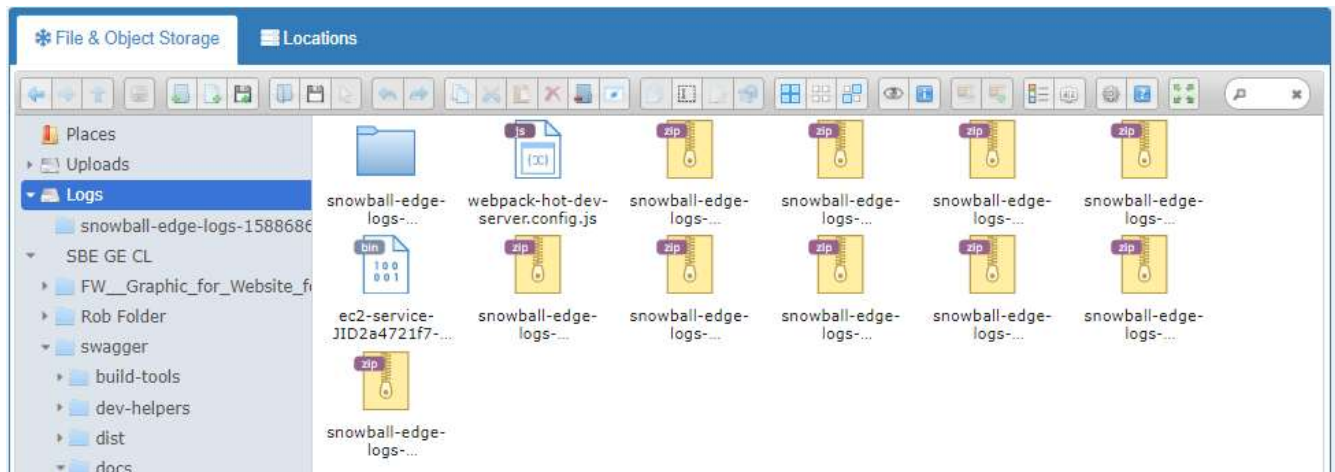 File & Object Storage
Locations
Places
Uploads
Logs
snowball-edge-logs-1588686
SBE GE CL
FW__Graphic_for_Website_f
Rob Folder
swagger
build-tools
dev-helpers
dist
docs
snowball-edge-
logs-...
js
webpack-hot-dev-
server.config.js
zip
snowball-edge-
logs-...
zip
snowball-edge-
logs-...
zip
snowball-edge-
logs-...
zip
snowball-edge-
logs-...
bin
100
001
ec2-service-
JID2a4721f7-...
zip
snowball-edge-
logs-...
zip
snowball-edge-
logs-...
zip
snowball-edge-
logs-...
zip
snowball-edge-
logs-...
zip
snowball-edge-
logs-...
zip
snowball-edge-
logs-...